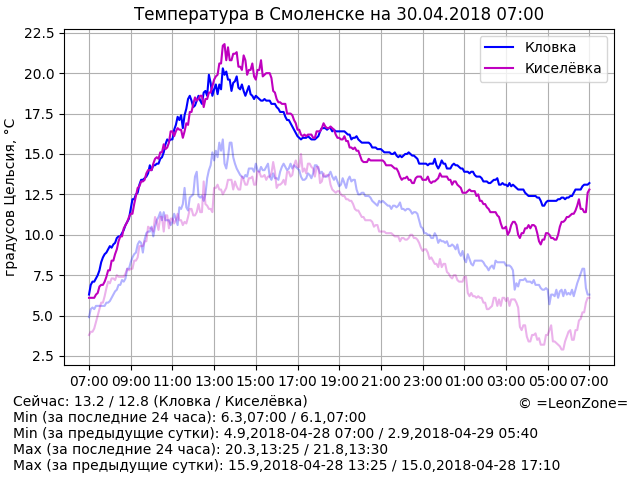 Температура в Смоленске на 30.04.2018 07:00
градусов Цельсия, °C
22.5
20.0
17.5
15.0
12.5
10.0
7.5
5.0
2.5
Кловка
Киселёвка
07:00 09:00 11:00 13:00 15:00 17:00 19:00 21:00 23:00 01:00 03:00 05:00 07:00
Сейчас: 13.2 / 12.8 (Кловка / Киселёвка)
© =LeonZone=
Min (за последние 24 часа): 6.3,07:00 / 6.1,07:00
Min (за предыдущие сутки): 4.9,2018-04-28 07:00 / 2.9,2018-04-29 05:40
Max (за последние 24 часа): 20.3,13:25 / 21.8,13:30
Max (за предыдущие сутки): 15.9,2018-04-28 13:25 / 15.0,2018-04-28 17:10